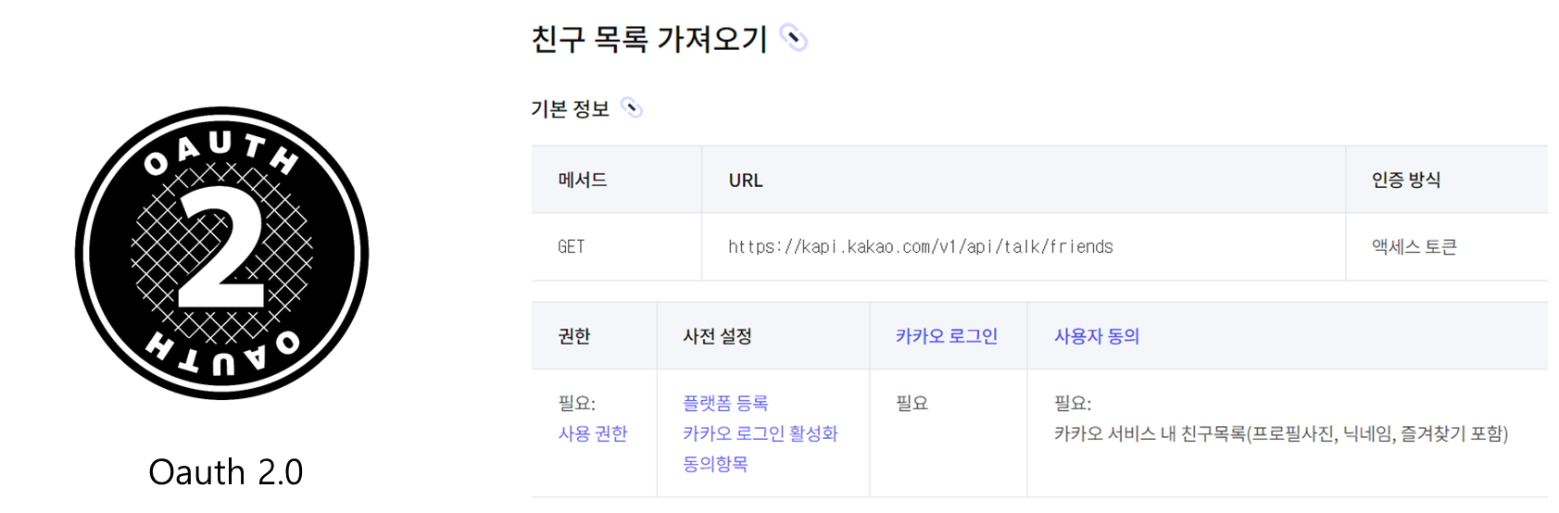 OAUTH
2
OAUTH
Oauth 2.0
친구 목록 가져오기
기본 정보
메서드 URL 인증 방식
GET https://kapi.kakao.com/v1/api/talk/friends 액세스 토큰
권한 사전 설정 카카오 로그인 사용자 동의
필요: 플랫폼 등록 필요 필요:
사용 권한 카카오 로그인 활성화 카카오 서비스 내 친구목록(프로필사진, 닉네임, 즐겨찾기 포함)
동의항목